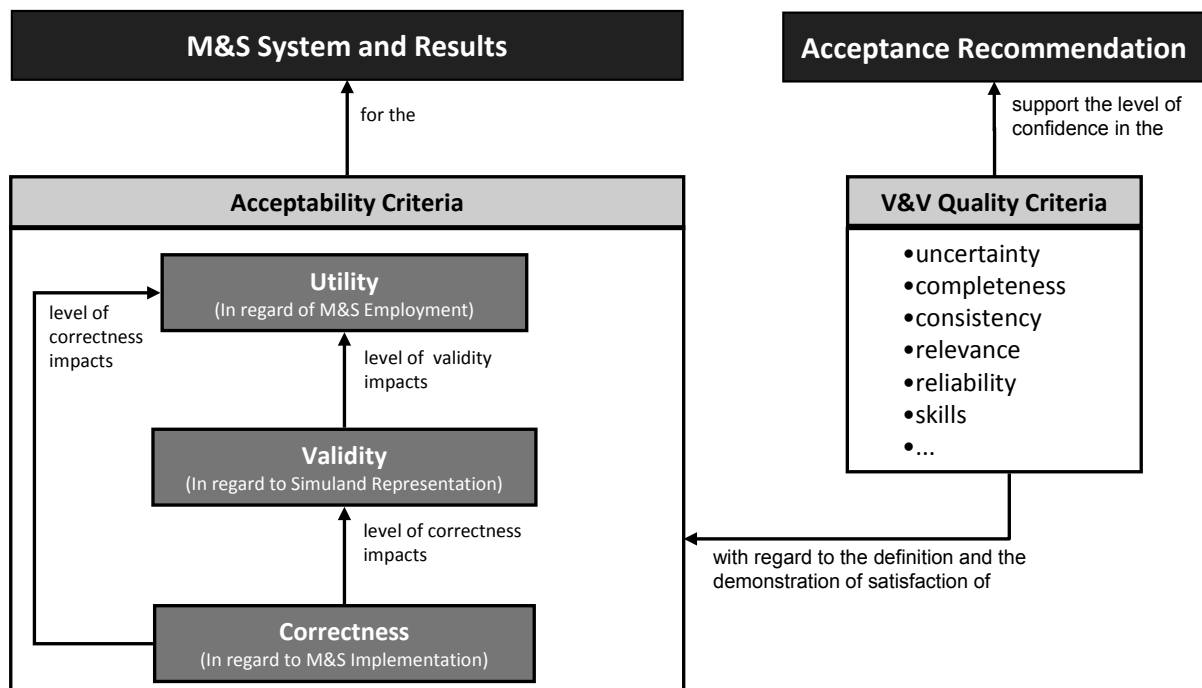 M&S System and Results
for the
Acceptability Criteria
Utility
(In regard of M&S Employment)
level of
correctness
impacts
level of validity
impacts
Validity
(In regard to Simuland Representation)
level of correctness
impacts
Correctness
(In regard to M&S Implementation)
Acceptance Recommendation
support the level of
confidence in the
V&V Quality Criteria
•uncertainty
•completeness
•consistency
•relevance
•reliability
•skills
•...
with regard to the definition and the
demonstration of satisfaction of